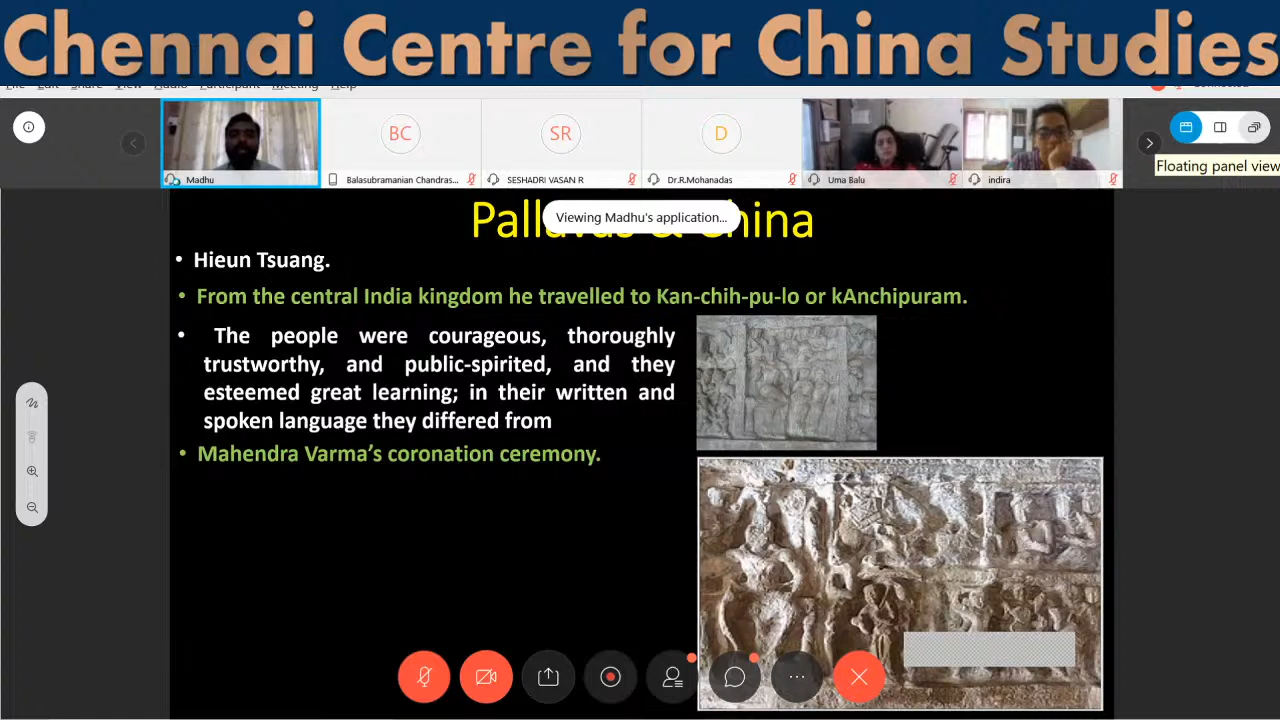 Chennai Centre for China Studies
File Edit Share View Audio Participant Meeting Help
BC
SR
D
Madhu
Balasubramanian Chandras...
SESHADRI VASAN R
Dr.R.Mohanadas
Uma Balu
indira
Floating panel view
Viewing Madhu's application...
Pallavas & China
• Hieun Tsuang.
• From the central India kingdom he travelled to Kan-chih-pu-lo or kAnchipuram.
• The people were courageous, thoroughly
trustworthy, and public-spirited, and they
esteemed great learning; in their written and
spoken language they differed from
• Mahendra Varma's coronation ceremony.